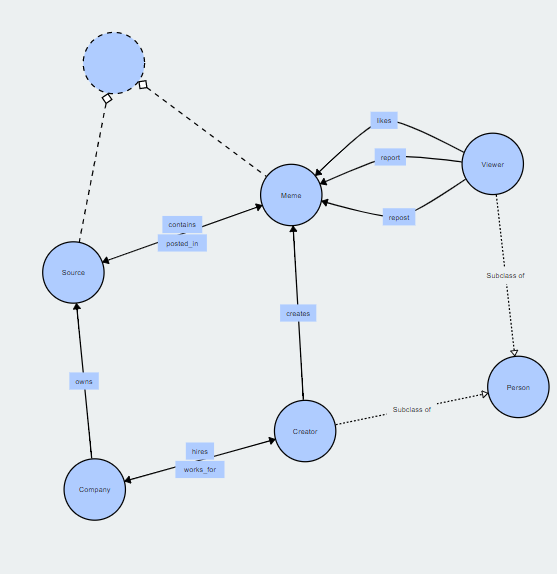 likes
report
Viewer
Meme
repost
contains
posted_in
Source
Subclass of
creates
owns
Person
Subclass of
Creator
hires
works_for
Company